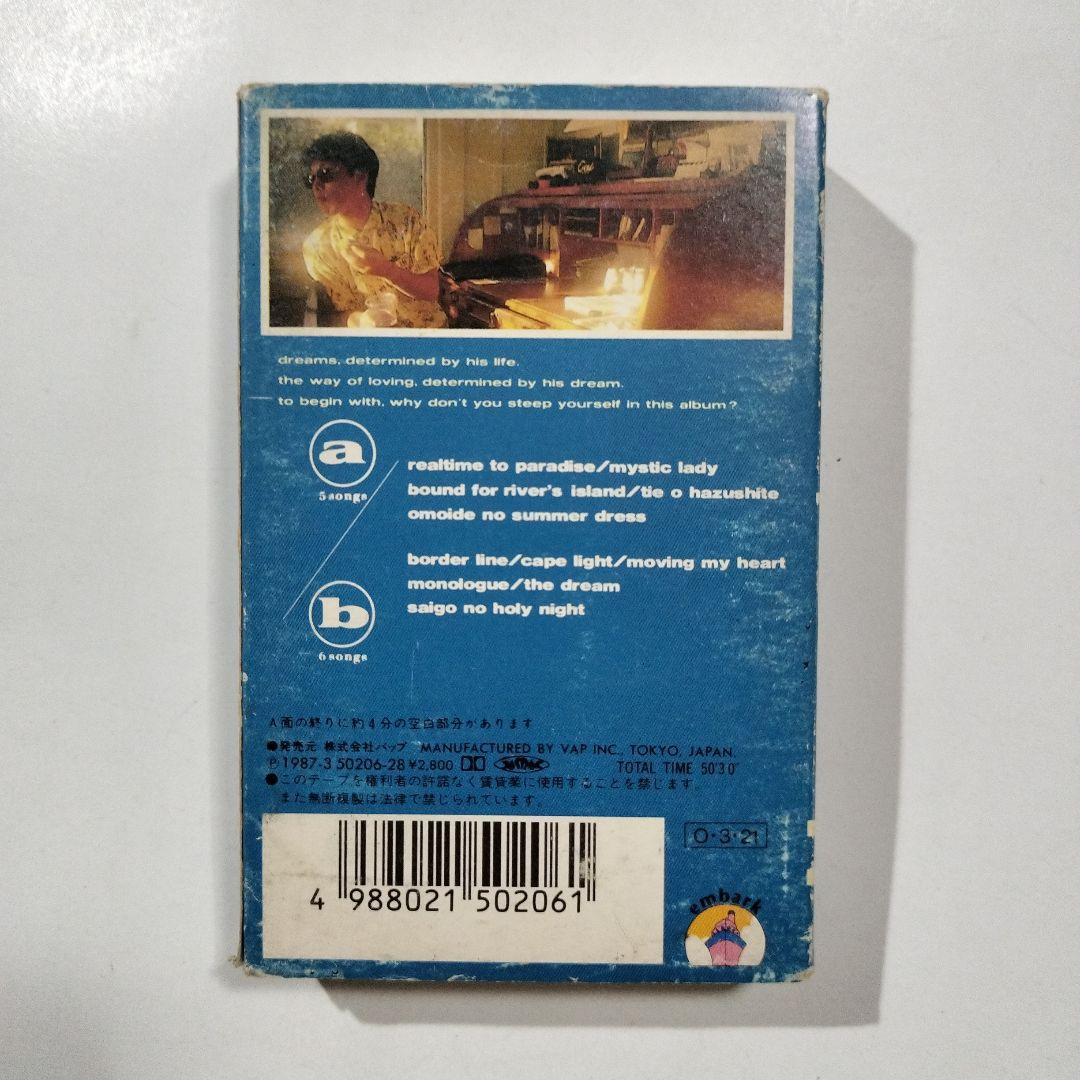 dreams, determined by his life.
the way of loving, determined by his dream.
to begin with, why don't you steep yourself in this album?
a
5 songs
realtime to paradise/mystic lady
bound for river's island/tie o hazushite
omoide no summer dress
border line/cape light/moving my heart
monologue/the dream
saigo no holy night
b
6 songs
A面の終りに約4分の空白部分があります
●発売元 株式会社バップ MANUFACTURED BY VAP INC., TOKYO, JAPAN.
℗1987-3 50206-28 ¥2,800 TOTAL TIME 50'30"
●このテープを権利者の許諾なく賃貸業に使用することを禁じます
また無断複製は法律で禁じられています。
O・3・21
4 988021 502061
embark